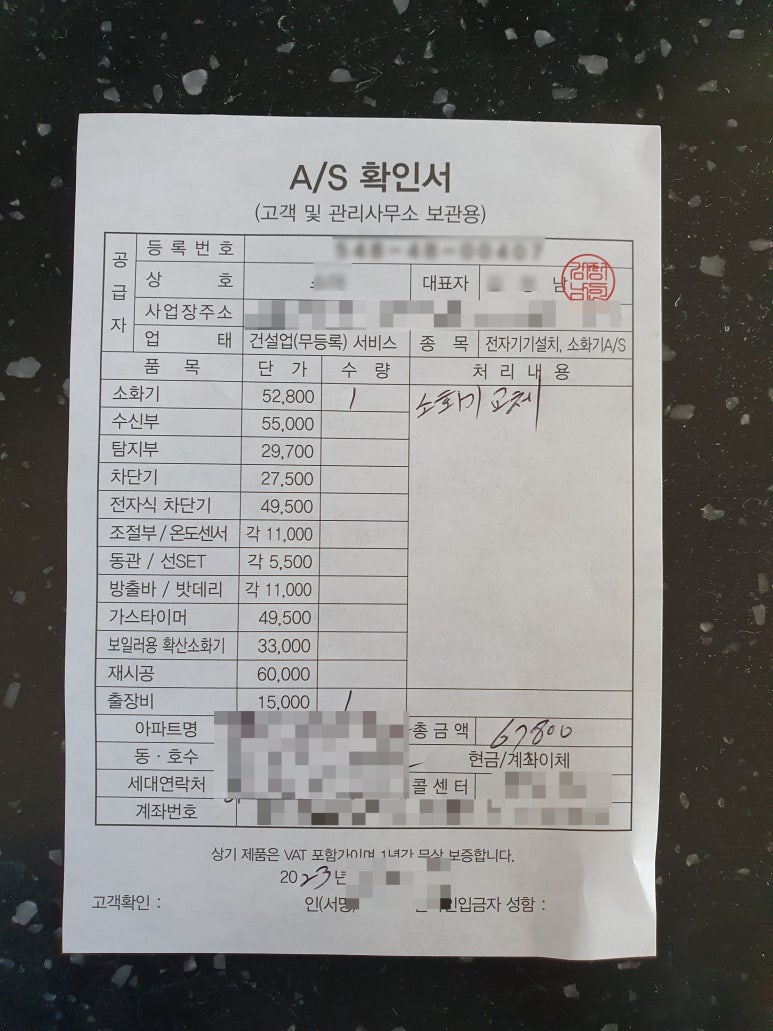 A/S 확인서
(고객 및 관리사무소 보관용)
공급자
등록번호
상 호 대표자 남
사업장주소
업 태 건설업(무등록) 서비스 종 목 전자기기설치, 소화기A/S
품 목 단 가 수 량 처 리 내 용
소화기 52,800 1 소화기 교체
수신부 55,000
탐지부 29,700
차단기 27,500
전자식 차단기 49,500
조절부/온도센서 각 11,000
동관 / 선SET 각 5,500
방출바 / 밧데리 각 11,000
가스타이머 49,500
보일러용 확산소화기 33,000
재시공 60,000
출장비 15,000 1
아파트명 총 금 액 67800
동·호수 현금/계좌이체
세대연락처 콜 센 터
계좌번호
상기 제품은 VAT 포함가이며 1년간 무상 보증합니다.
2023년
고객확인 : 인(서명 입금자 성함 :